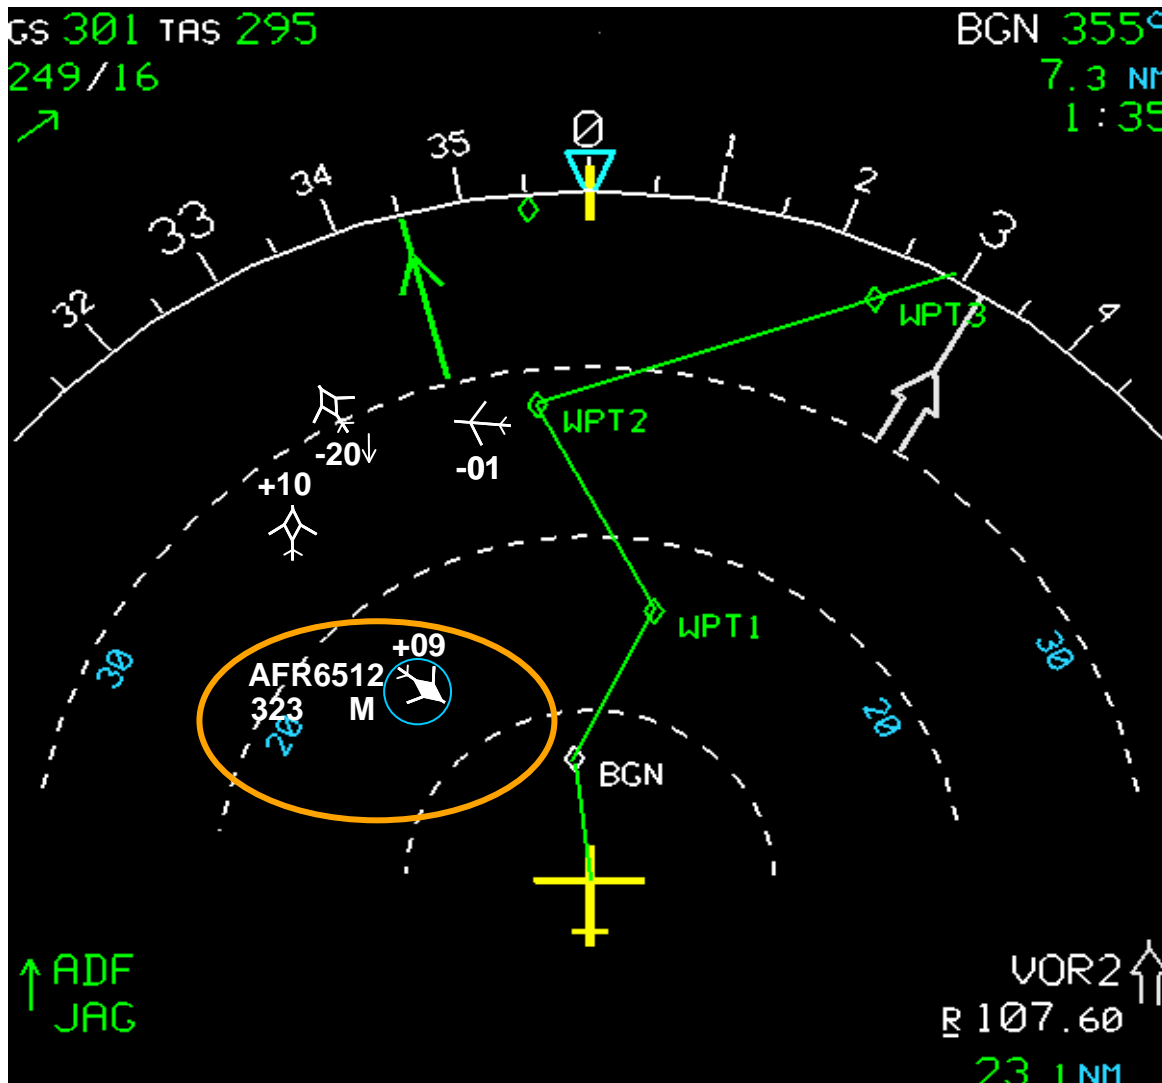 GS 301 TAS 295
249/16
BGN 355°
7.3 NM
1:35
32
33
34
35
0
1
2
3
4
WPT3
WPT2
-20↓
-01
+10
WPT1
+09
AFR6512
323 M
30
20
20
30
BGN
ADF
JAG
VOR2
R 107.60
23.1 NM